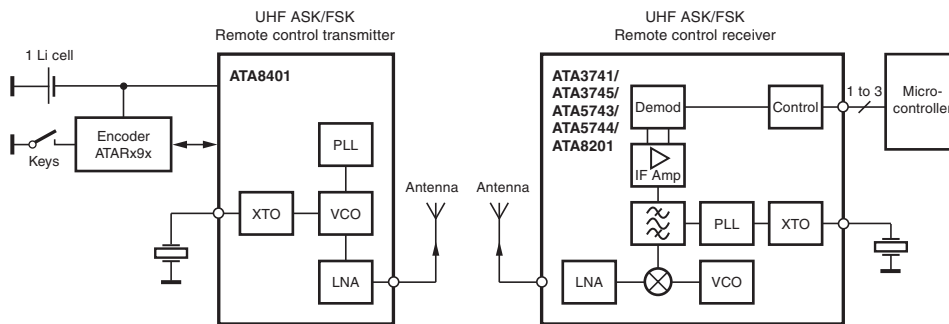 UHF ASK/FSK
Remote control transmitter
1 Li cell
ATA8401
Encoder
ATARx9x
Keys
PLL
XTO
VCO
LNA
Antenna
UHF ASK/FSK
Remote control receiver
Antenna
ATA3741/
ATA3745/
ATA5743/
ATA5744/
ATA8201
Demod
Control
1 to 3
Micro-
controller
IF Amp
PLL
XTO
LNA
VCO